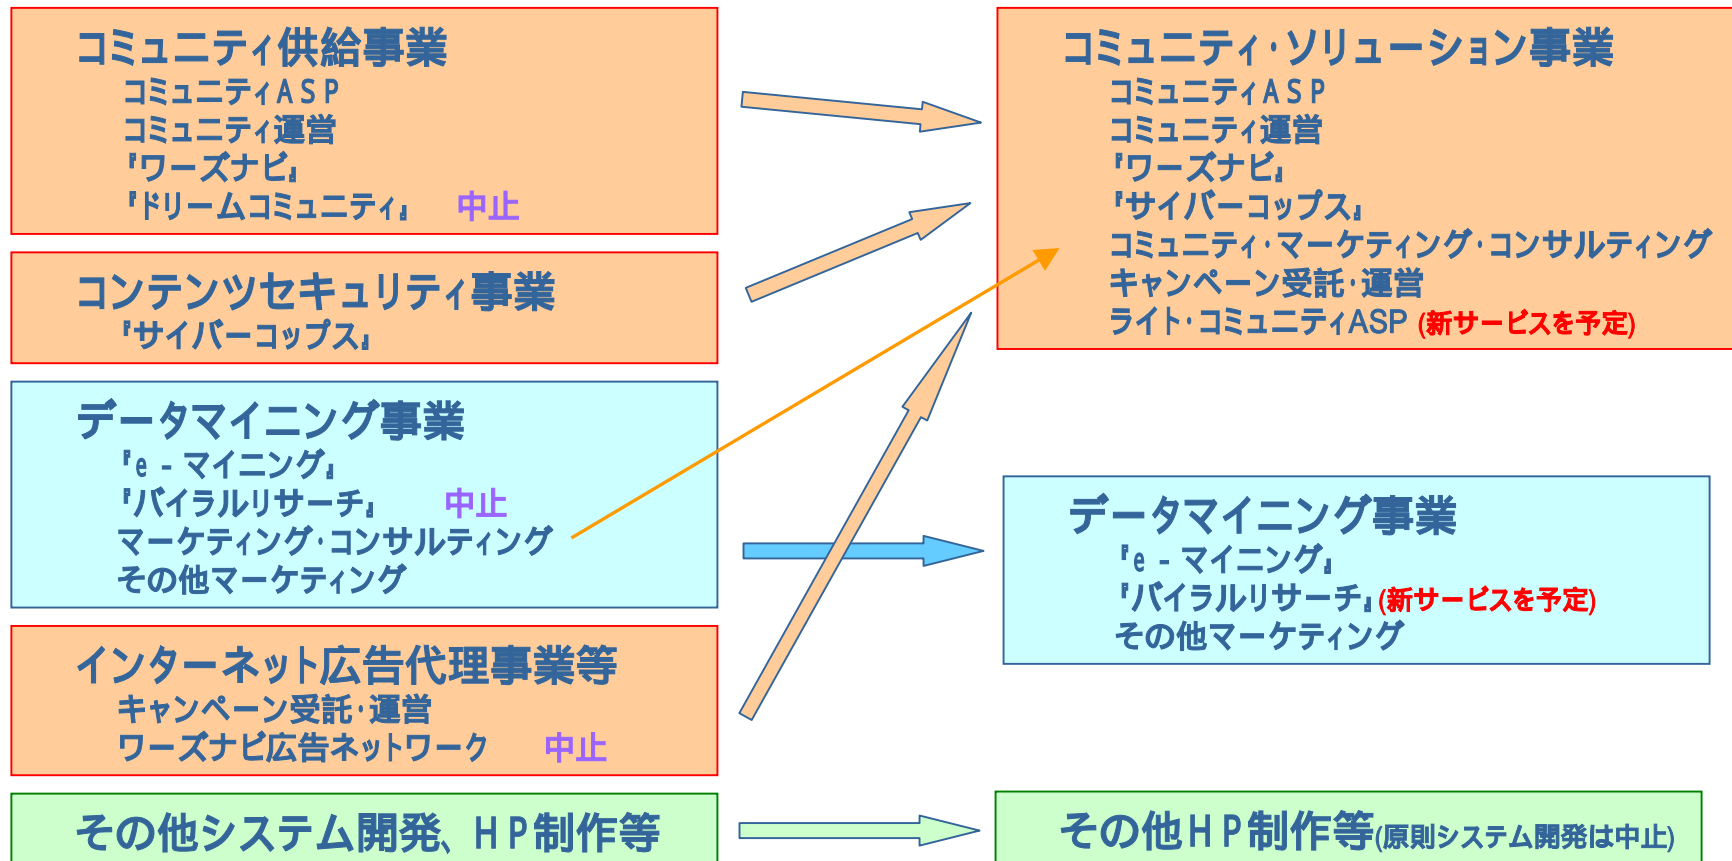 コミュニティ供給事業
コミュニティASP
コミュニティ運営
『ワーズナビ』
『ドリームコミュニティ』 中止
コンテンツセキュリティ事業
『サイバーコップス』
データマイニング事業
『e－マイニング』
『バイラルリサーチ』 中止
マーケティング・コンサルティング
その他マーケティング
インターネット広告代理事業等
キャンペーン受託・運営
ワーズナビ広告ネットワーク 中止
その他システム開発、HP制作等
コミュニティ・ソリューション事業
コミュニティASP
コミュニティ運営
『ワーズナビ』
『サイバーコップス』
コミュニティ・マーケティング・コンサルティング
キャンペーン受託・運営
ライト・コミュニティASP (新サービスを予定)
データマイニング事業
『e－マイニング』
『バイラルリサーチ』(新サービスを予定)
その他マーケティング
その他HP制作等(原則システム開発は中止)